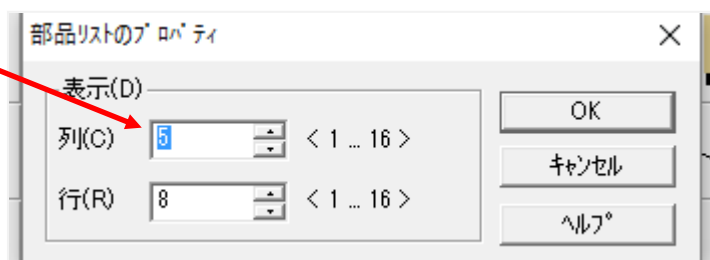 部品リストのプロパティ
表示(D)
列(C) 5 < 1 ... 16 >
行(R) 8 < 1 ... 16 >
OK
キャンセル
ヘルプ